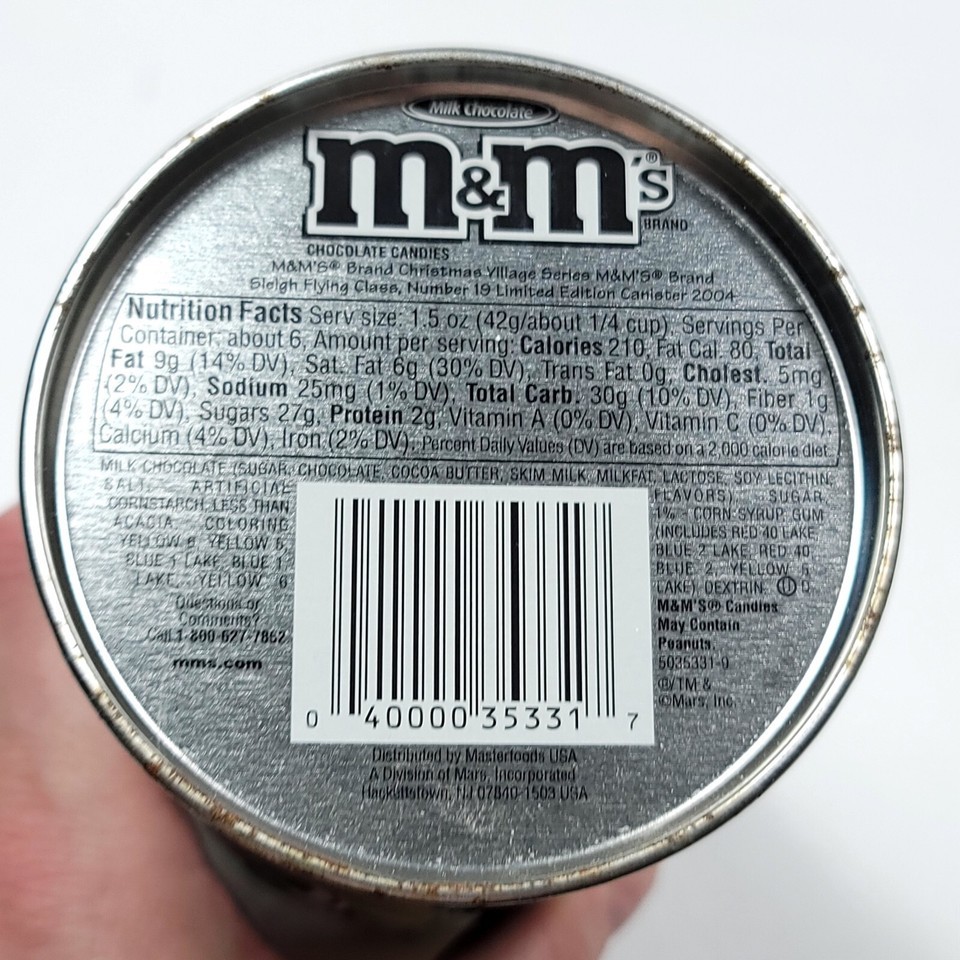 Milk Chocolate
m&m's®
BRAND
CHOCOLATE CANDIES
M&M'S® Brand Christmas Village Series M&M'S® Brand
Sleigh Flying Class, Number 19 Limited Edition Canister 2004
Nutrition Facts Serv size: 1.5 oz (42g/about 1/4 cup), Servings Per
Container: about 6, Amount per serving: Calories 210, Fat Cal. 80, Total
Fat 9g (14% DV), Sat. Fat 6g (30% DV), Trans Fat 0g, Cholest. 5mg
(2% DV), Sodium 25mg (1% DV), Total Carb. 30g (10% DV), Fiber 1g
(4% DV), Sugars 27g, Protein 2g, Vitamin A (0% DV), Vitamin C (0% DV),
Calcium (4% DV), Iron (2% DV), Percent Daily Values (DV) are based on a 2,000 calorie diet.
MILK CHOCOLATE (SUGAR, CHOCOLATE, COCOA BUTTER, SKIM MILK, MILKFAT, LACTOSE, SOY LECITHIN,
SALT, ARTIFICIAL FLAVORS), SUGAR,
CORNSTARCH, LESS THAN 1% - CORN SYRUP, GUM
ACACIA, COLORING (INCLUDES RED 40 LAKE,
YELLOW 6, YELLOW 5, BLUE 2 LAKE, RED 40,
BLUE 1 LAKE, BLUE 1, BLUE 2, YELLOW 5
LAKE, YELLOW 6 LAKE), DEXTRIN. Ⓤ D
Questions or
Comments?
Call 1-800-627-7852
mms.com
M&M'S® Candies
May Contain
Peanuts.
5035331-9
®/TM &
©Mars, Inc.
0 40000 35331 7
Distributed by Masterfoods USA
A Division of Mars, Incorporated
Hackettstown, NJ 07840-1503 USA